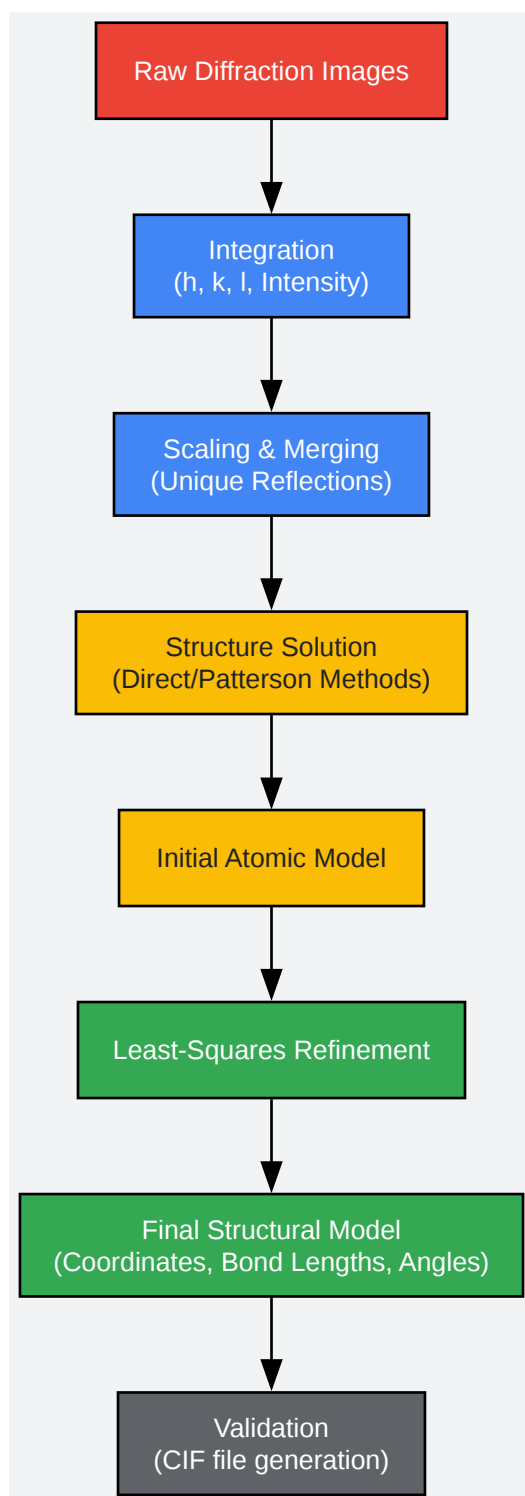 Raw Diffraction Images
Integration
(h, k, l, Intensity)
Scaling & Merging
(Unique Reflections)
Structure Solution
(Direct/Patterson Methods)
Initial Atomic Model
Least-Squares Refinement
Final Structural Model
(Coordinates, Bond Lengths, Angles)
Validation
(CIF file generation)